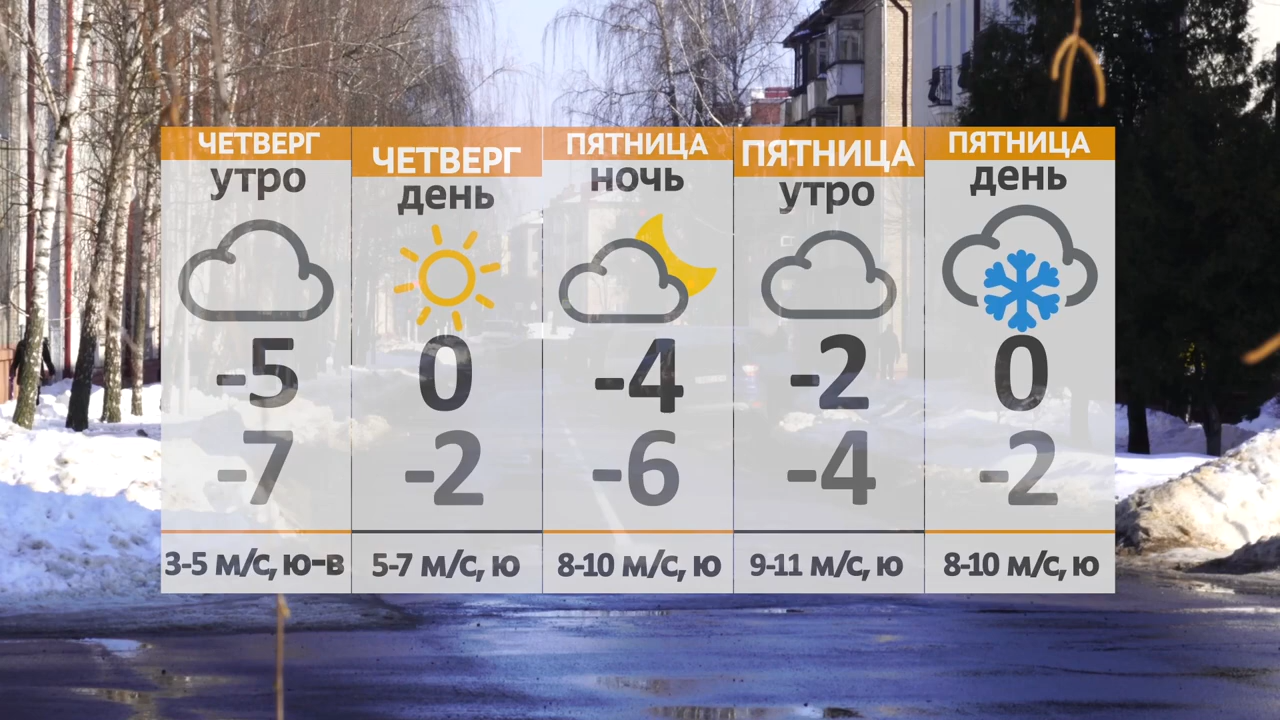 ЧЕТВЕРГ
утро
-5
-7
3-5 м/с, ю-в
ЧЕТВЕРГ
день
0
-2
5-7 м/с, ю
ПЯТНИЦА
ночь
-4
-6
8-10 м/с, ю
ПЯТНИЦА
утро
-2
-4
9-11 м/с, ю
ПЯТНИЦА
день
0
-2
8-10 м/с, ю